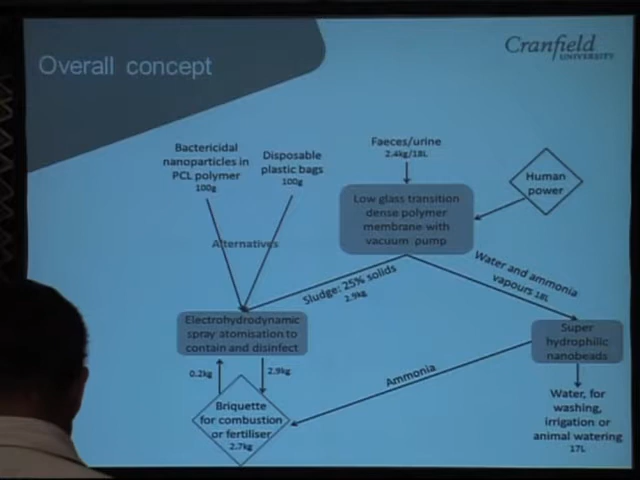 Overall concept
Cranfield
UNIVERSITY
Bactericidal
nanoparticles in
PCL polymer
100g
Disposable
plastic bags
100g
Faeces/urine
2.4kg/18L
Human
power
Low glass transition
dense polymer
membrane with
vacuum pump
Alternatives
Sludge: 25% solids
2.9kg
Water and ammonia
vapours 18L
Electrohydrodynamic
spray atomisation to
contain and disinfect
Super
hydrophilic
nanobeads
0.2kg
2.9kg
Ammonia
Briquette
for combustion
or fertiliser
2.7kg
Water, for
washing,
irrigation or
animal watering
17L